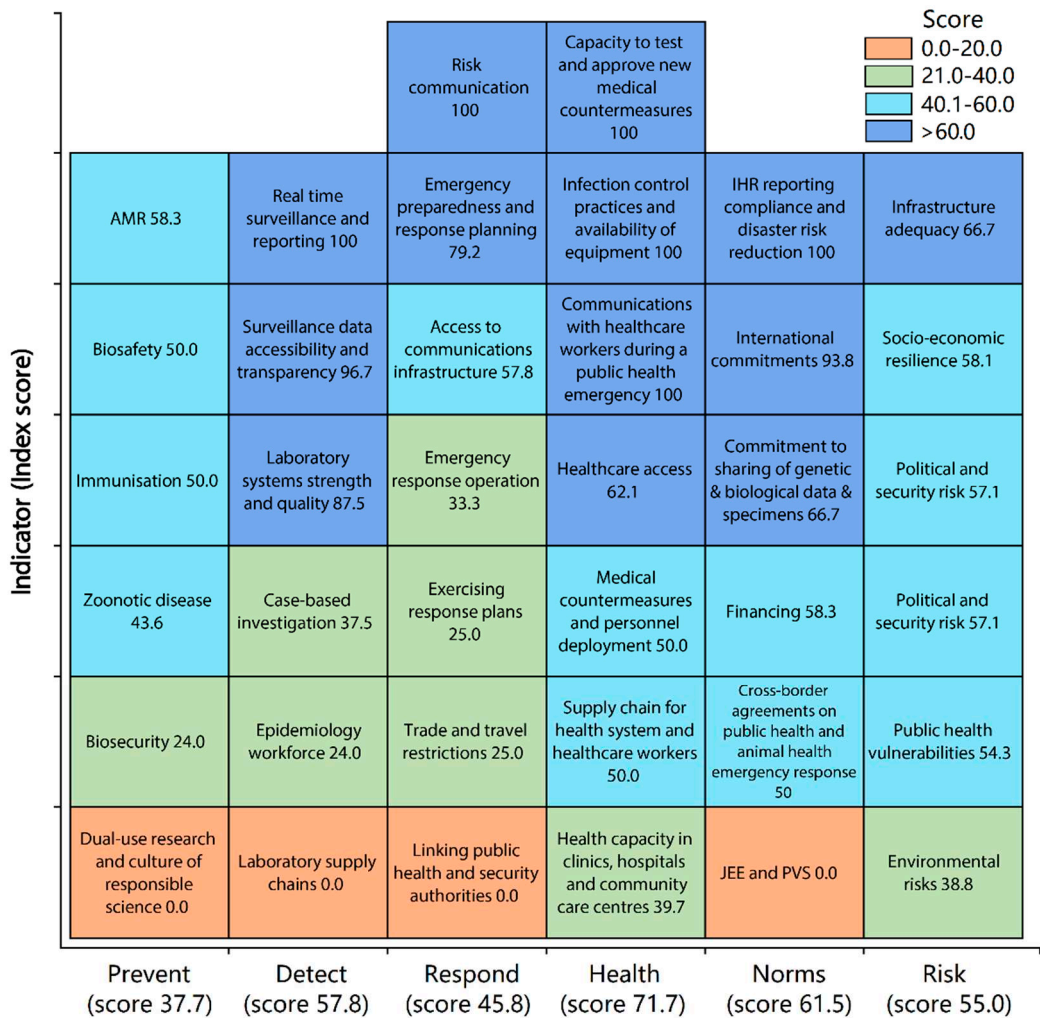 Score
0.0-20.0
21.0-40.0
40.1-60.0
>60.0
Indicator (Index score)
Risk
communication
100
Capacity to test
and approve new
medical
countermeasures
100
AMR 58.3
Real time
surveillance and
reporting 100
Emergency
preparedness and
response planning
79.2
Infection control
practices and
availability of
equipment 100
IHR reporting
compliance and
disaster risk
reduction 100
Infrastructure
adequacy 66.7
Biosafety 50.0
Surveillance data
accessibility and
transparency 96.7
Access to
communications
infrastructure 57.8
Communications
with healthcare
workers during a
public health
emergency 100
International
commitments 93.8
Socio-economic
resilience 58.1
Immunisation 50.0
Laboratory
systems strength
and quality 87.5
Emergency
response operation
33.3
Healthcare access
62.1
Commitment to
sharing of genetic
& biological data &
specimens 66.7
Political and
security risk 57.1
Zoonotic disease
43.6
Case-based
investigation 37.5
Exercising
response plans
25.0
Medical
countermeasures
and personnel
deployment 50.0
Financing 58.3
Political and
security risk 57.1
Biosecurity 24.0
Epidemiology
workforce 24.0
Trade and travel
restrictions 25.0
Supply chain for
health system and
healthcare workers
50.0
Cross-border
agreements on
public health and
animal health
emergency response
50
Public health
vulnerabilities 54.3
Dual-use research
and culture of
responsible
science 0.0
Laboratory supply
chains 0.0
Linking public
health and security
authorities 0.0
Health capacity in
clinics, hospitals
and community
care centres 39.7
JEE and PVS 0.0
Environmental
risks 38.8
Prevent
(score 37.7)
Detect
(score 57.8)
Respond
(score 45.8)
Health
(score 71.7)
Norms
(score 61.5)
Risk
(score 55.0)